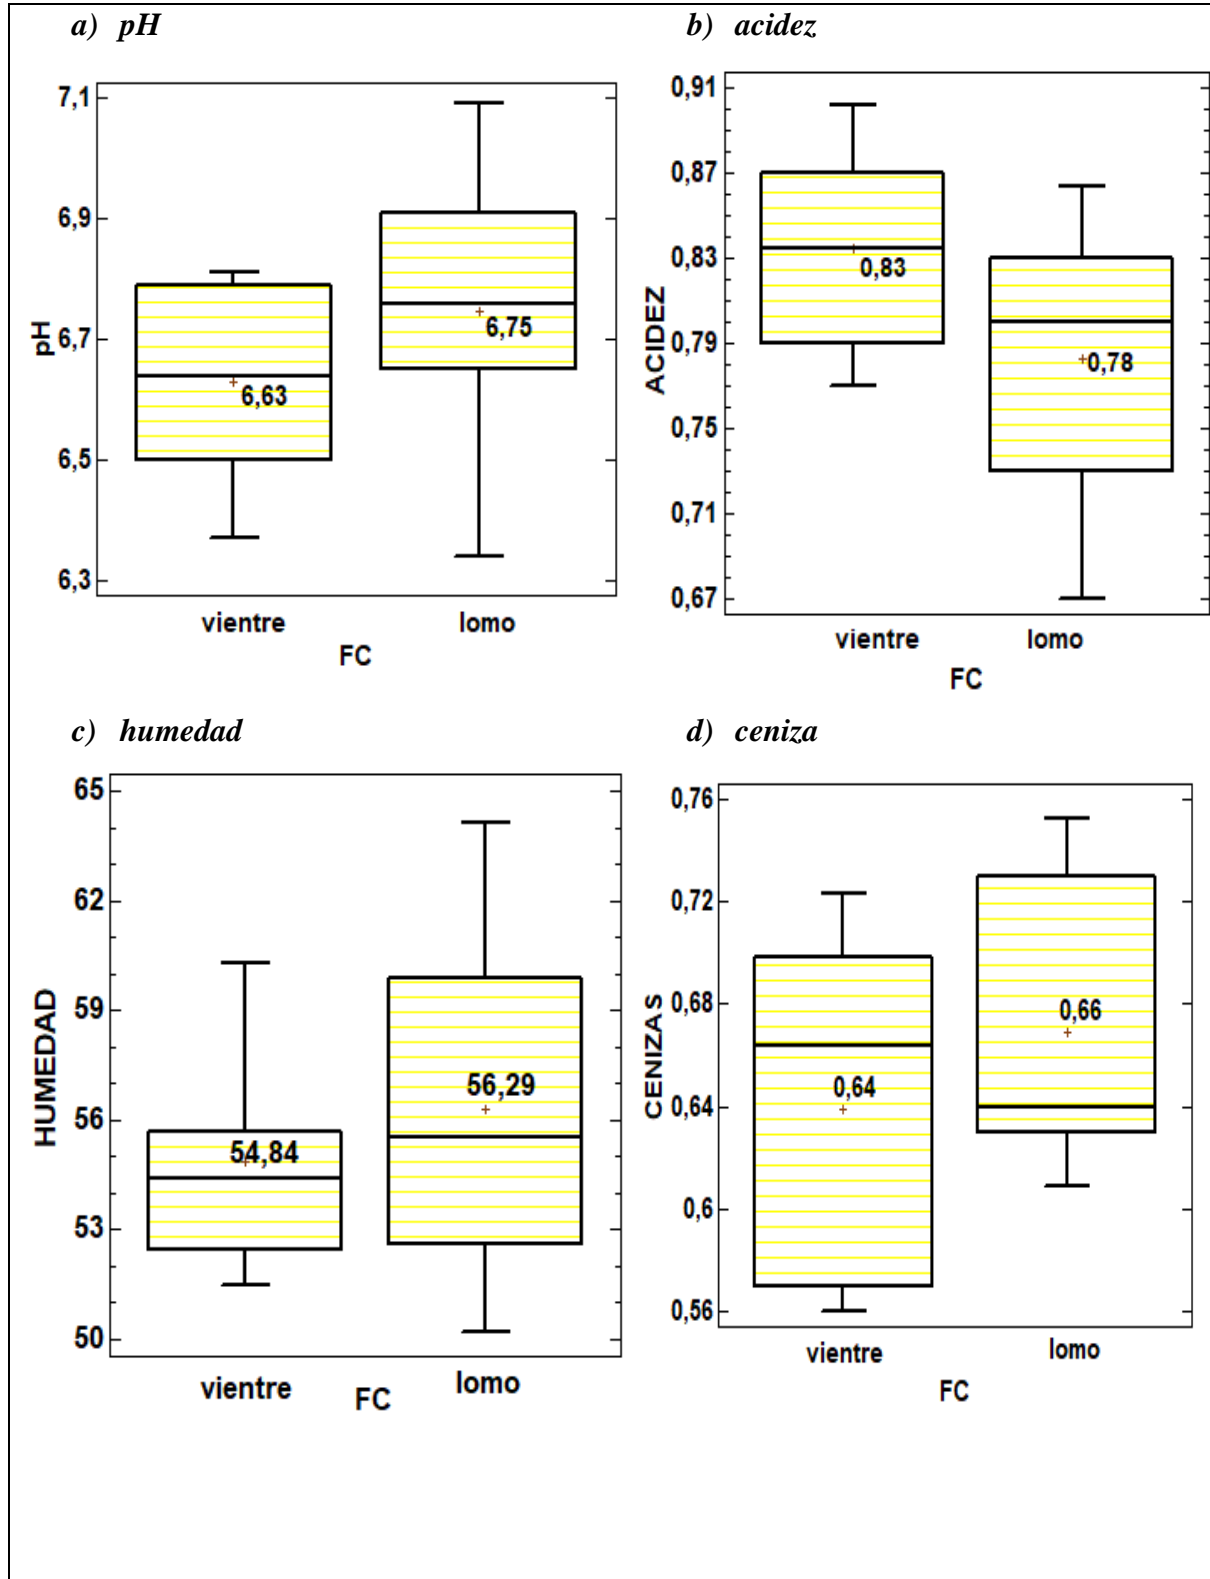 a) pH
7,1
6,9
6,7
6,5
6,3
pH
6,63
6,75
vientre lomo
FC
b) acidez
0,91
0,87
0,83
0,79
0,75
0,71
0,67
ACIDEZ
0,83
0,78
vientre lomo
FC
c) humedad
65
62
59
56
53
50
HUMEDAD
54,84
56,29
vientre lomo
FC
d) ceniza
0,76
0,72
0,68
0,64
0,6
0,56
CENIZAS
0,64
0,66
vientre lomo
FC